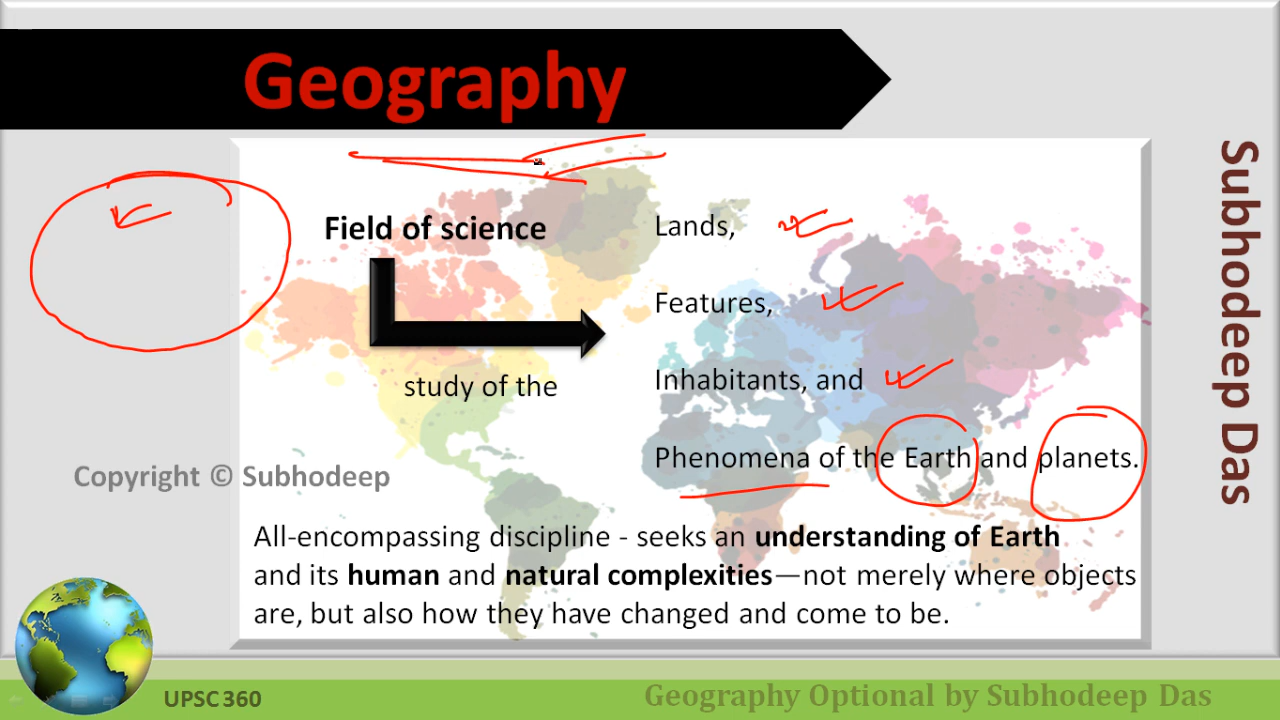 Geography
Field of science
study of the
Lands,
Features,
Inhabitants, and
Phenomena of the Earth and planets.
Copyright © Subhodeep
All-encompassing discipline - seeks an understanding of Earth
and its human and natural complexities—not merely where objects
are, but also how they have changed and come to be.
Subhodeep Das
UPSC 360
Geography Optional by Subhodeep Das